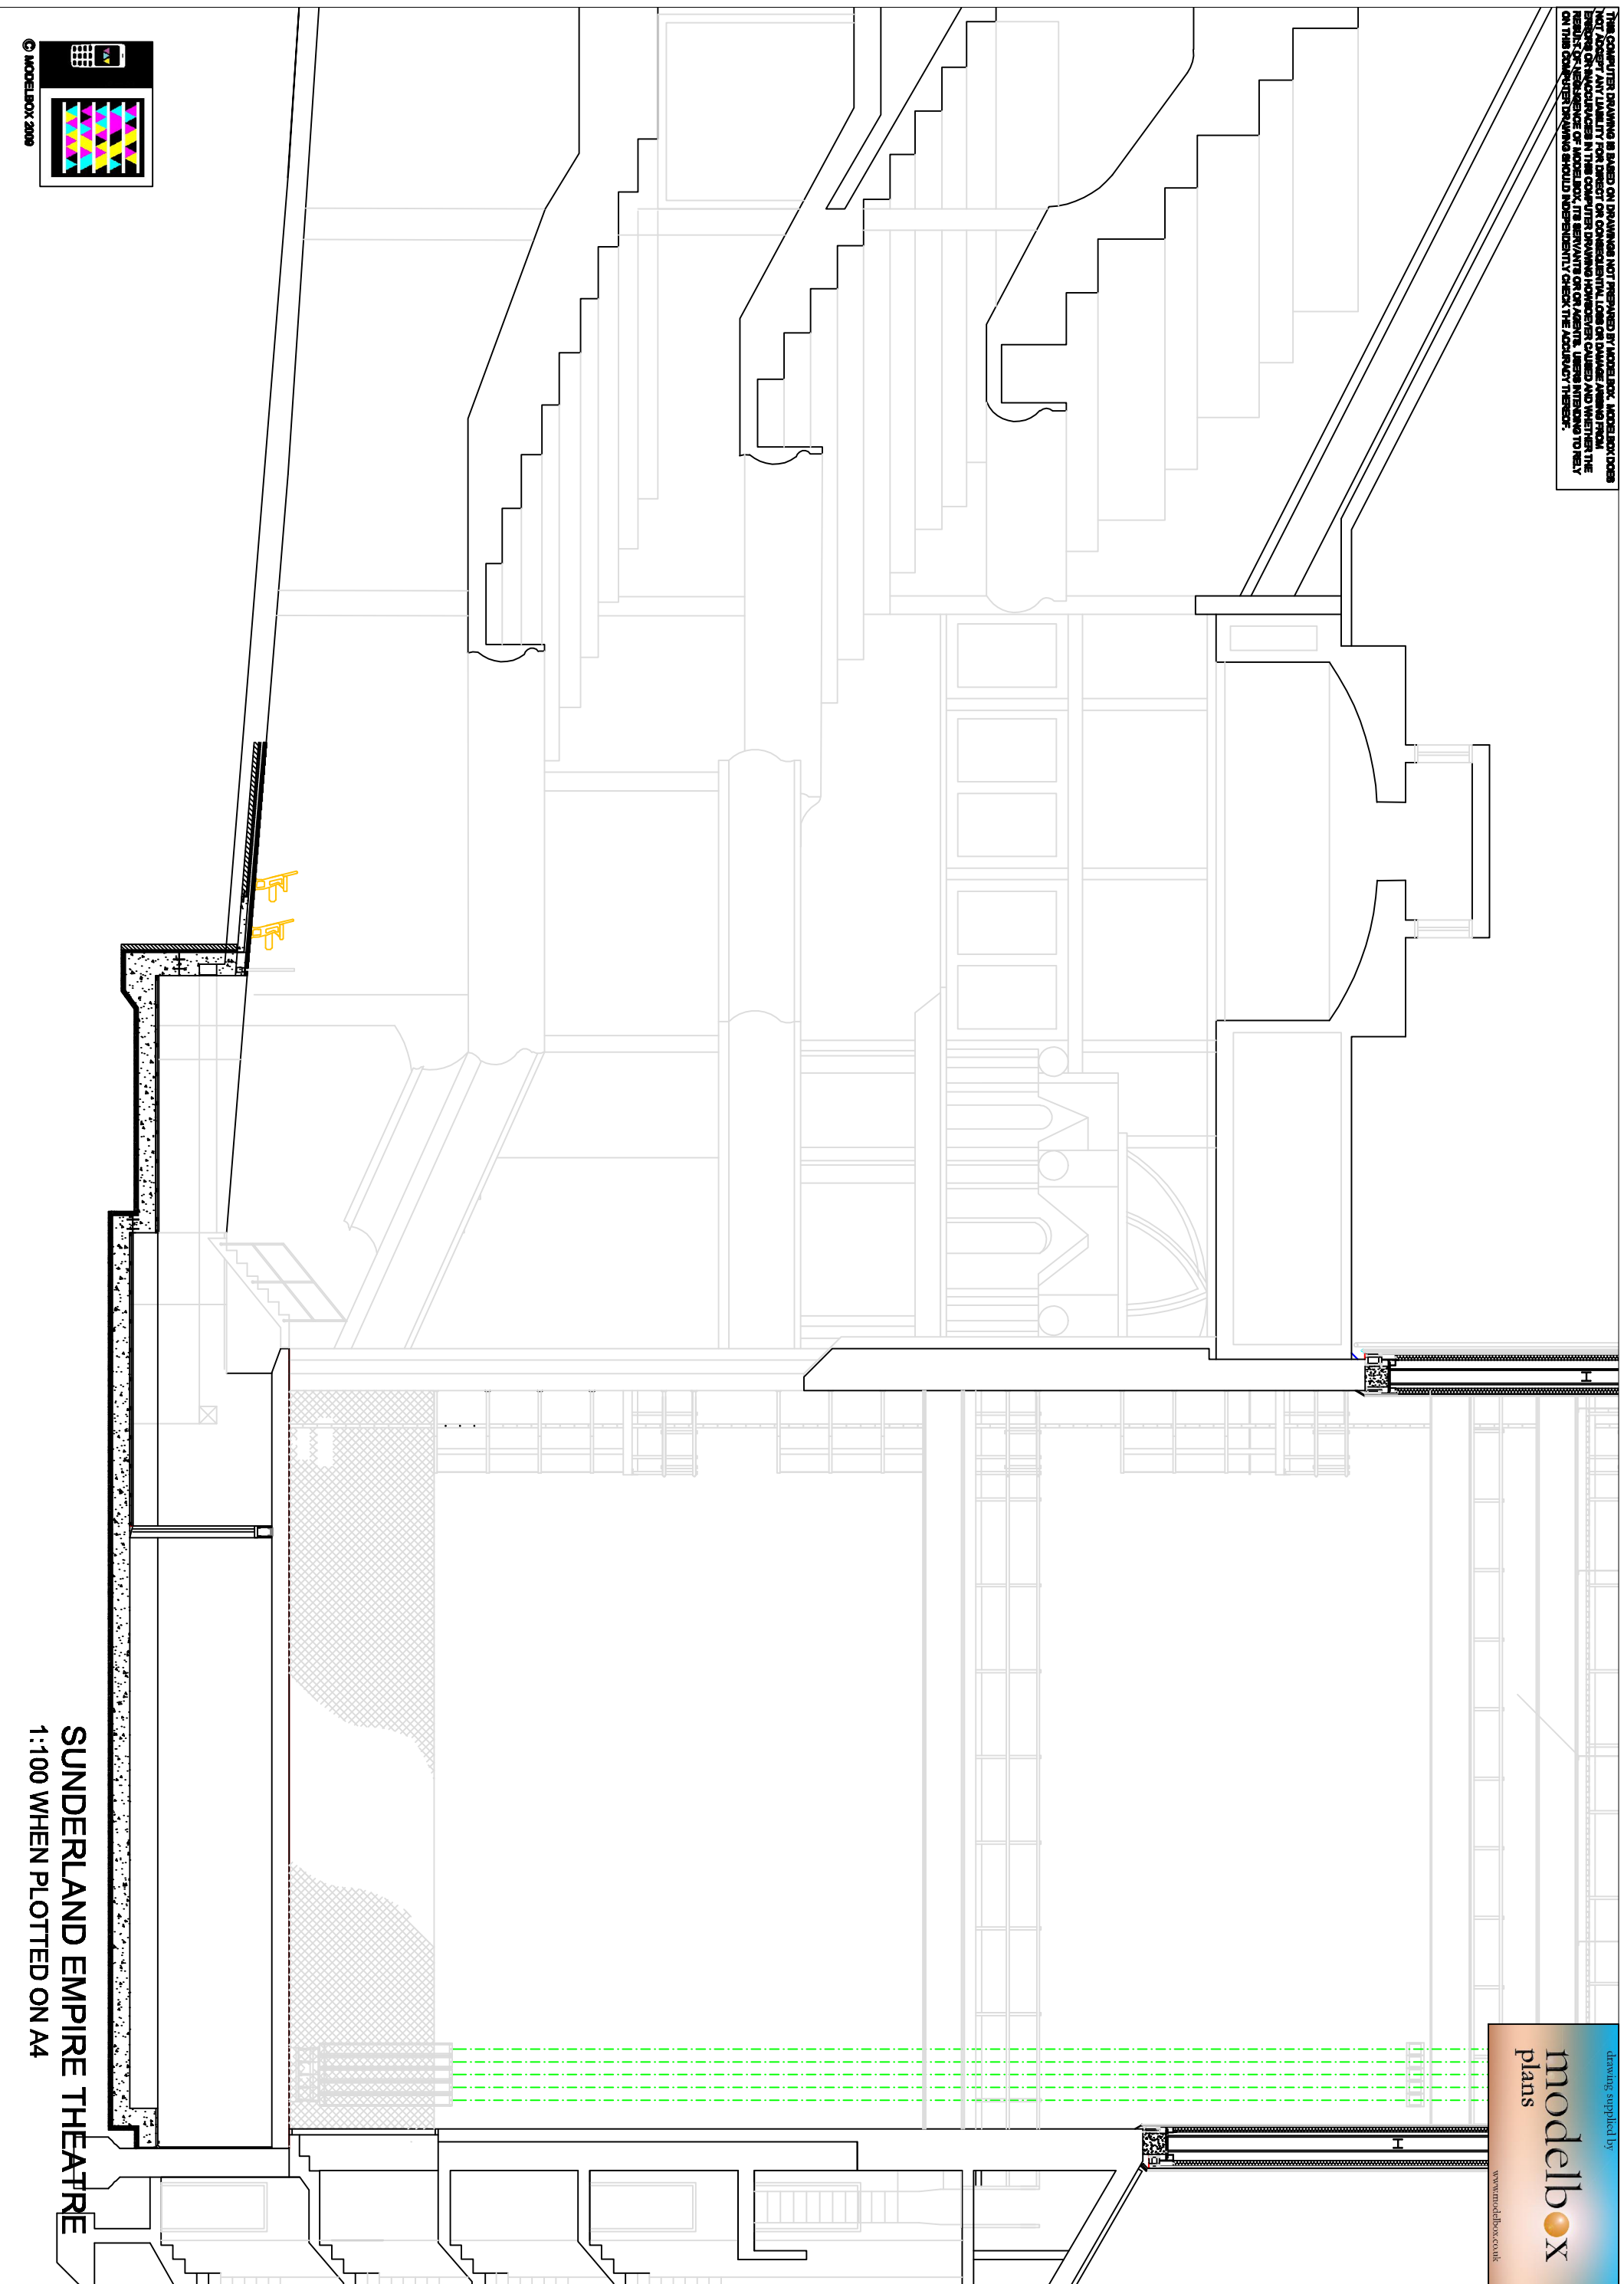 THIS COMPUTER DRAWING IS BASED ON DRAWINGS NOT PREPARED BY MODELBOX. MODELBOX DOES
NOT ACCEPT ANY LIABILITY FOR DIRECT OR CONSEQUENTIAL LOSS OR DAMAGE ARISING FROM
ERRORS OR INACCURACIES IN THIS COMPUTER DRAWING HOWSOEVER CAUSED AND WHETHER THE
RESULT OF NEGLIGENCE OF MODELBOX, ITS SERVANTS OR OR AGENTS. USERS INTENDING TO RELY
ON THIS COMPUTER DRAWING SHOULD INDEPENDENTLY CHECK THE ACCURACY THEREOF.
drawing supplied by
modelbox
plans
www.modelbox.co.uk
© MODELBOX 2009
SUNDERLAND EMPIRE THEATRE
1:100 WHEN PLOTTED ON A4